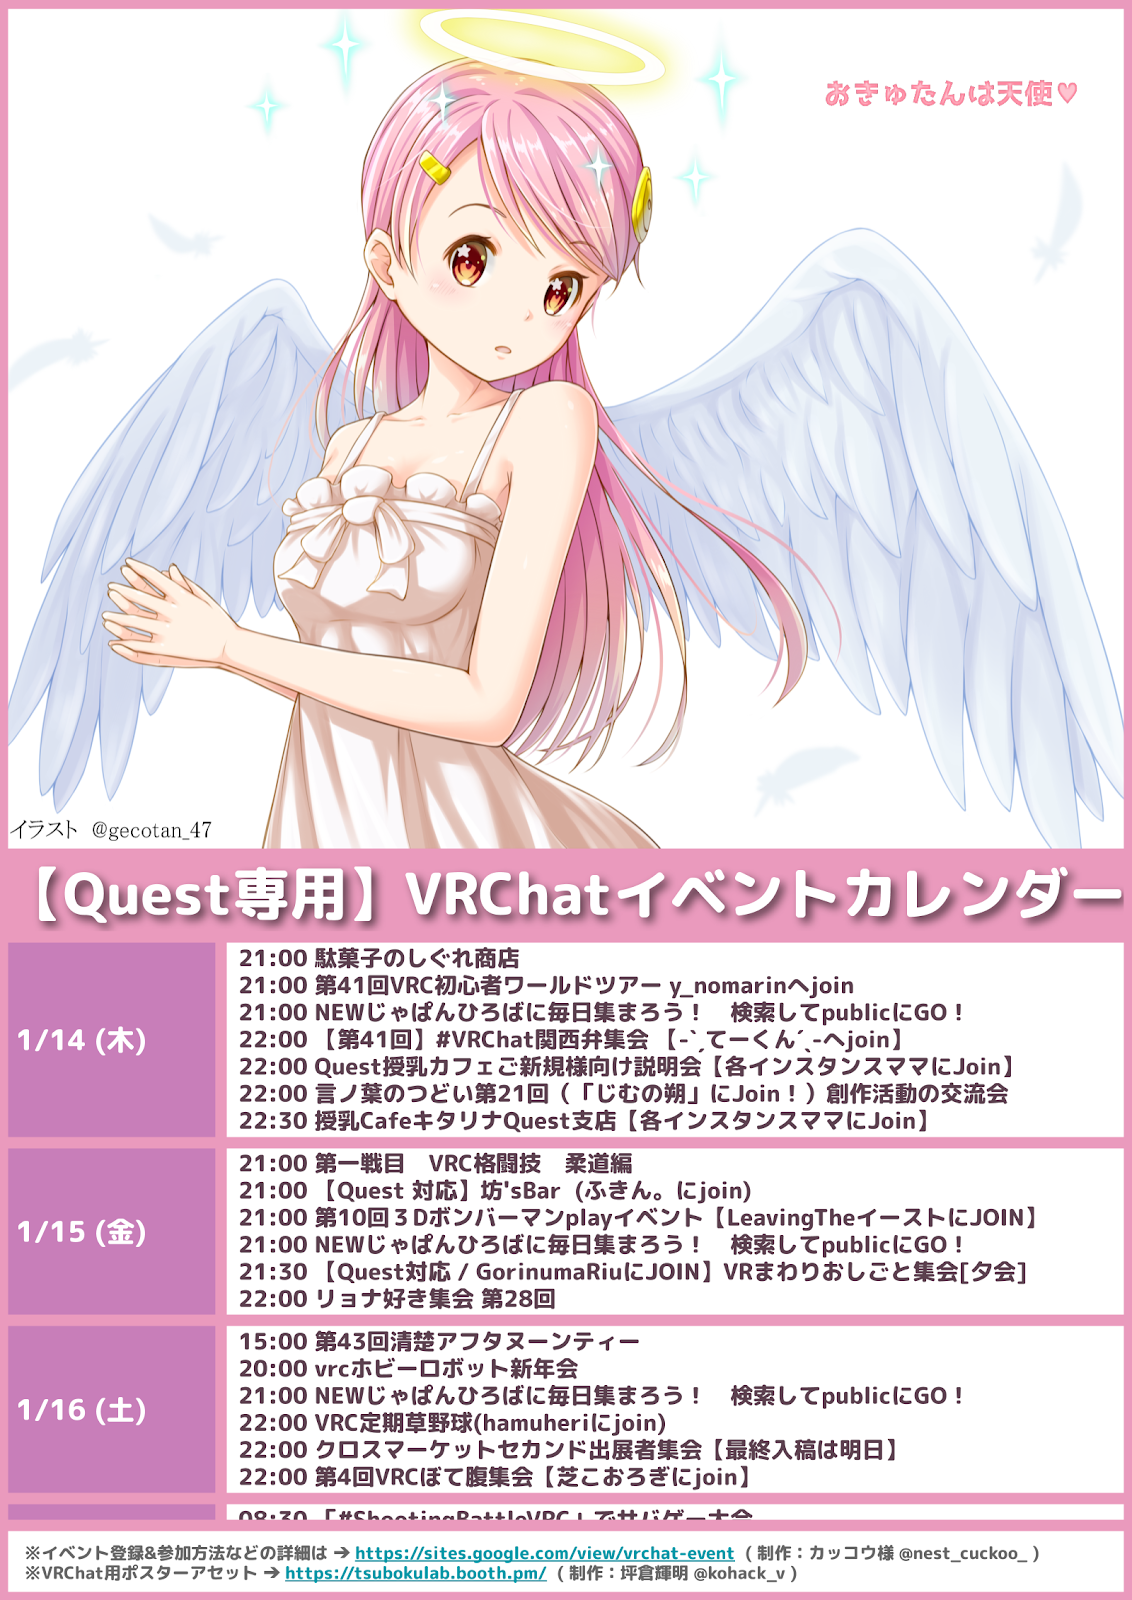 おきゅたんは天使♥
イラスト @gecotan_47
【Quest専用】VRChatイベントカレンダー
1/14 (木)
21:00 駄菓子のしぐれ商店
21:00 第41回VRC初心者ワールドツアー y_nomarinへjoin
21:00 NEWじゃぱんひろばに毎日集まろう！　検索してpublicにGO！
22:00 【第41回】#VRChat関西弁集会 【-`ˏてーくんˊˎ-へjoin】
22:00 Quest授乳カフェご新規様向け説明会【各インスタンスママにJoin】
22:00 言ノ葉のつどい第21回（「じむの朔」にJoin！）創作活動の交流会
22:30 授乳CafeキタリナQuest支店【各インスタンスママにJoin】
1/15 (金)
21:00 第一戦目　VRC格闘技　柔道編
21:00 【Quest 対応】坊'sBar（ふきん。にjoin)
21:00 第10回３Dボンバーマンplayイベント【LeavingTheイーストにJOIN】
21:00 NEWじゃぱんひろばに毎日集まろう！　検索してpublicにGO！
21:30 【Quest対応 / GorinumaRiuにJOIN】VRまわりおしごと集会[夕会]
22:00 リョナ好き集会 第28回
1/16 (土)
15:00 第43回清楚アフタヌーンティー
20:00 vrcホビーロボット新年会
21:00 NEWじゃぱんひろばに毎日集まろう！　検索してpublicにGO！
22:00 VRC定期草野球(hamuheriにjoin)
22:00 クロスマーケットセカンド出展者集会【最終入稿は明日】
22:00 第4回VRCぼて腹集会【芝こおろぎにjoin】
08:30 「#ShootingBattleVRC」でサバゲー大会
※イベント登録&参加方法などの詳細は ➔ https://sites.google.com/view/vrchat-event （ 制作：カッコウ様 @nest_cuckoo_ ）
※VRChat用ポスターアセット ➔ https://tsubokulab.booth.pm/ （ 制作：坪倉輝明 @kohack_v ）